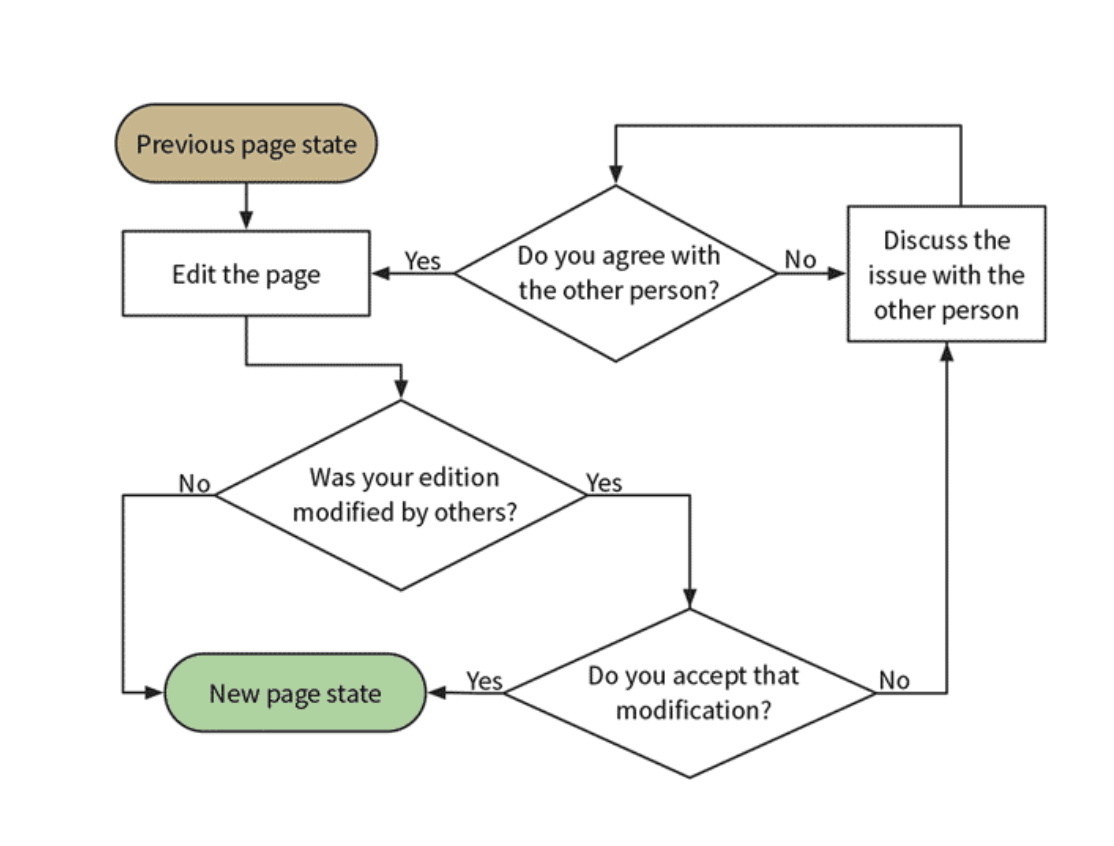 Previous page state
Edit the page
Yes
Do you agree with
the other person?
No
Discuss the
issue with the
other person
No
Was your edition
modified by others?
Yes
New page state
Yes
Do you accept that
modification?
No